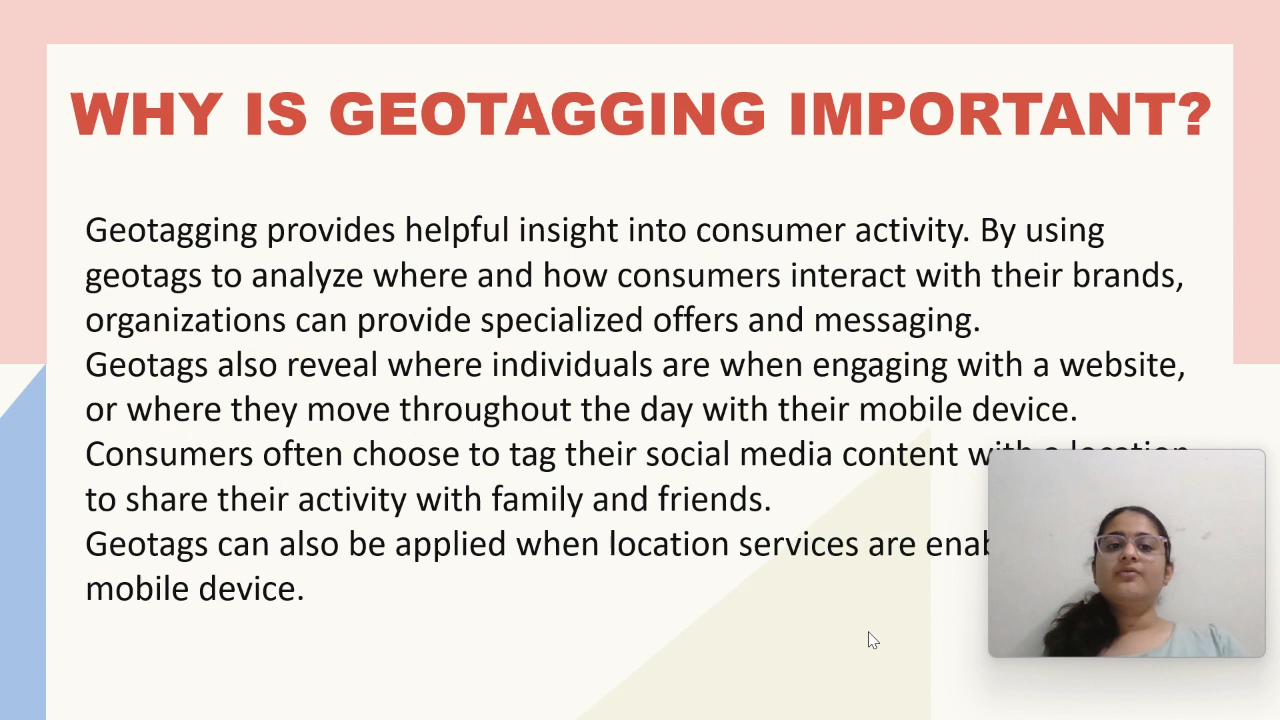 WHY IS GEOTAGGING IMPORTANT?
Geotagging provides helpful insight into consumer activity. By using
geotags to analyze where and how consumers interact with their brands,
organizations can provide specialized offers and messaging.
Geotags also reveal where individuals are when engaging with a website,
or where they move throughout the day with their mobile device.
Consumers often choose to tag their social media content with a location
to share their activity with family and friends.
Geotags can also be applied when location services are
mobile device.